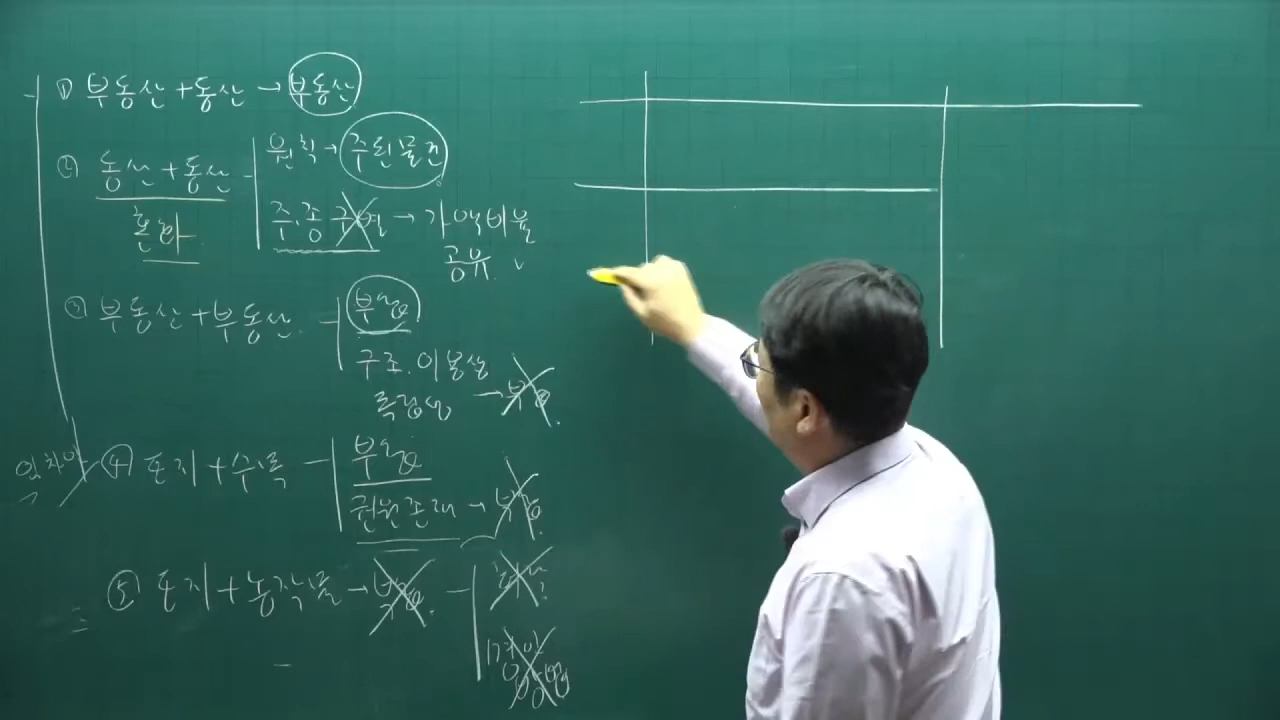 ① 부동산 + 동산 → 부동산
② 동산 + 동산
혼화
원칙 → 주된 물건
주, 종 구별 → 가액비율
공유.
③ 부동산 + 부동산.
부합
구조. 이용상
독립성 → 부합.
임차인
④ 토지 + 수목
부합
권원존재 → 부합.
⑤ 토지 + 농작물 → 부합.